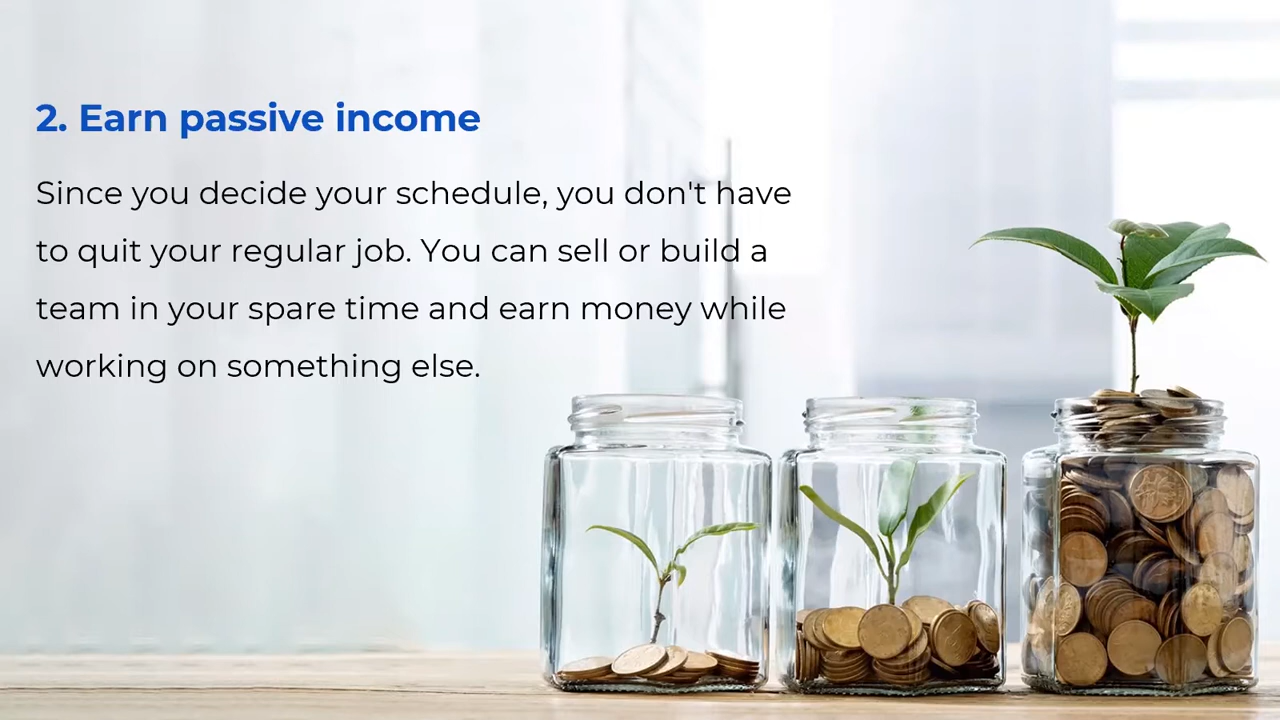 2. Earn passive income
Since you decide your schedule, you don't have
to quit your regular job. You can sell or build a
team in your spare time and earn money while
working on something else.